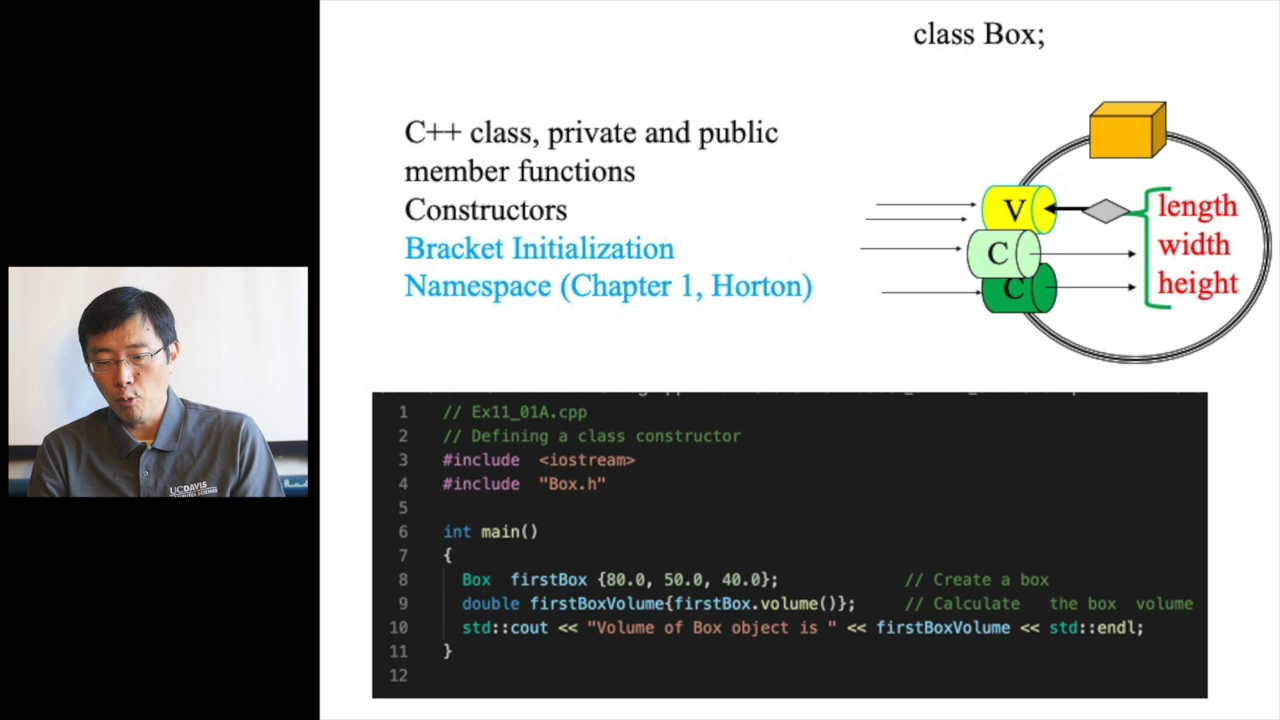 class Box;
C++ class, private and public
member functions
Constructors
Bracket Initialization
Namespace (Chapter 1, Horton)
V
C
C
length
width
height
UCDAVIS
COMPUTER SCIENCE
1 // Ex11_01A.cpp
2 // Defining a class constructor
3 #include <iostream>
4 #include "Box.h"
5
6 int main()
7 {
8 Box firstBox {80.0, 50.0, 40.0}; // Create a box
9 double firstBoxVolume{firstBox.volume()}; // Calculate the box volume
10 std::cout << "Volume of Box object is " << firstBoxVolume << std::endl;
11 }
12